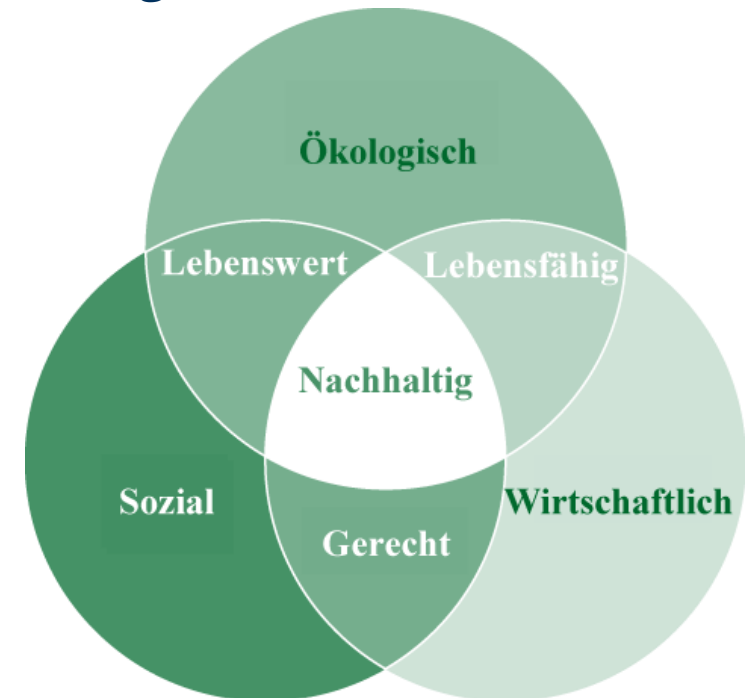 Ökologisch
Lebenswert
Lebensfähig
Nachhaltig
Sozial
Wirtschaftlich
Gerecht